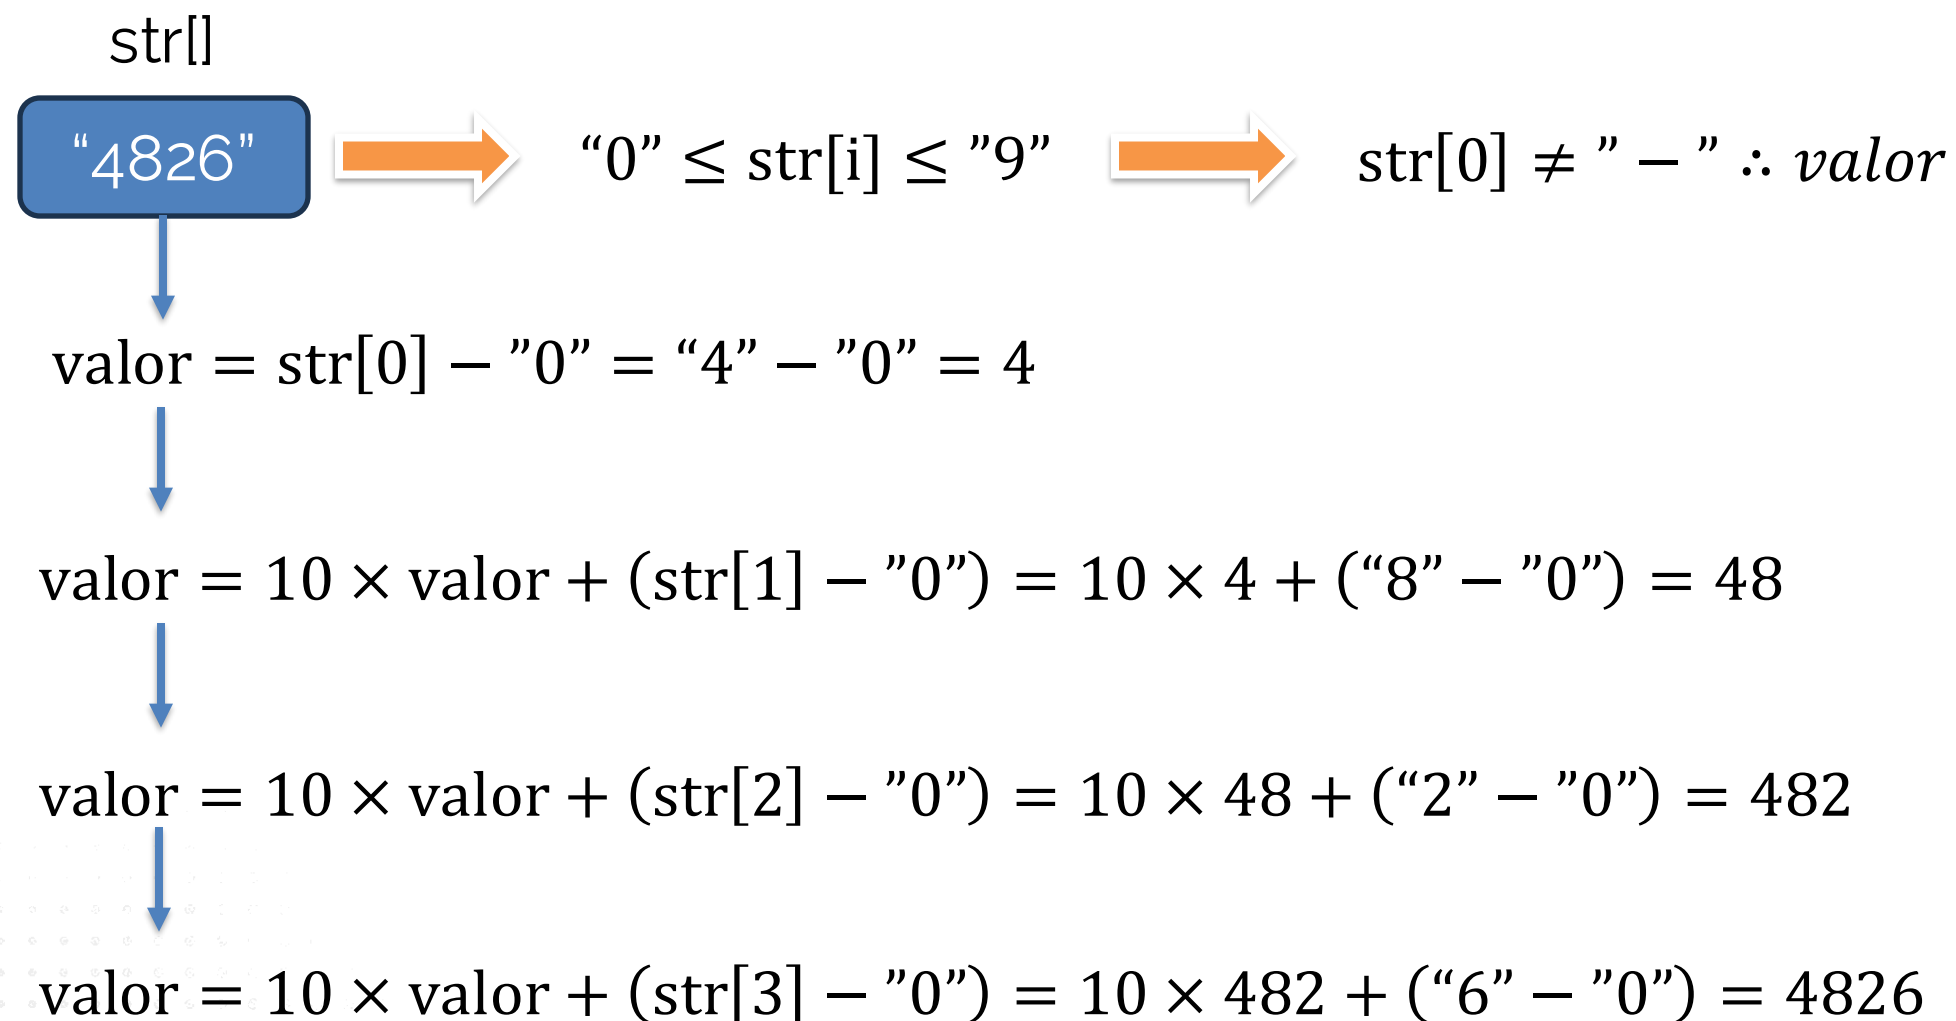 str[]
“4826”
“0” ≤ str[i] ≤ ”9”
str[0] ≠ ” − ” ∴ valor
valor = str[0] − ”0” = “4” − ”0” = 4
valor = 10 × valor + (str[1] − ”0”) = 10 × 4 + (“8” − ”0”) = 48
valor = 10 × valor + (str[2] − ”0”) = 10 × 48 + (“2” − ”0”) = 482
valor = 10 × valor + (str[3] − ”0”) = 10 × 482 + (“6” − ”0”) = 4826